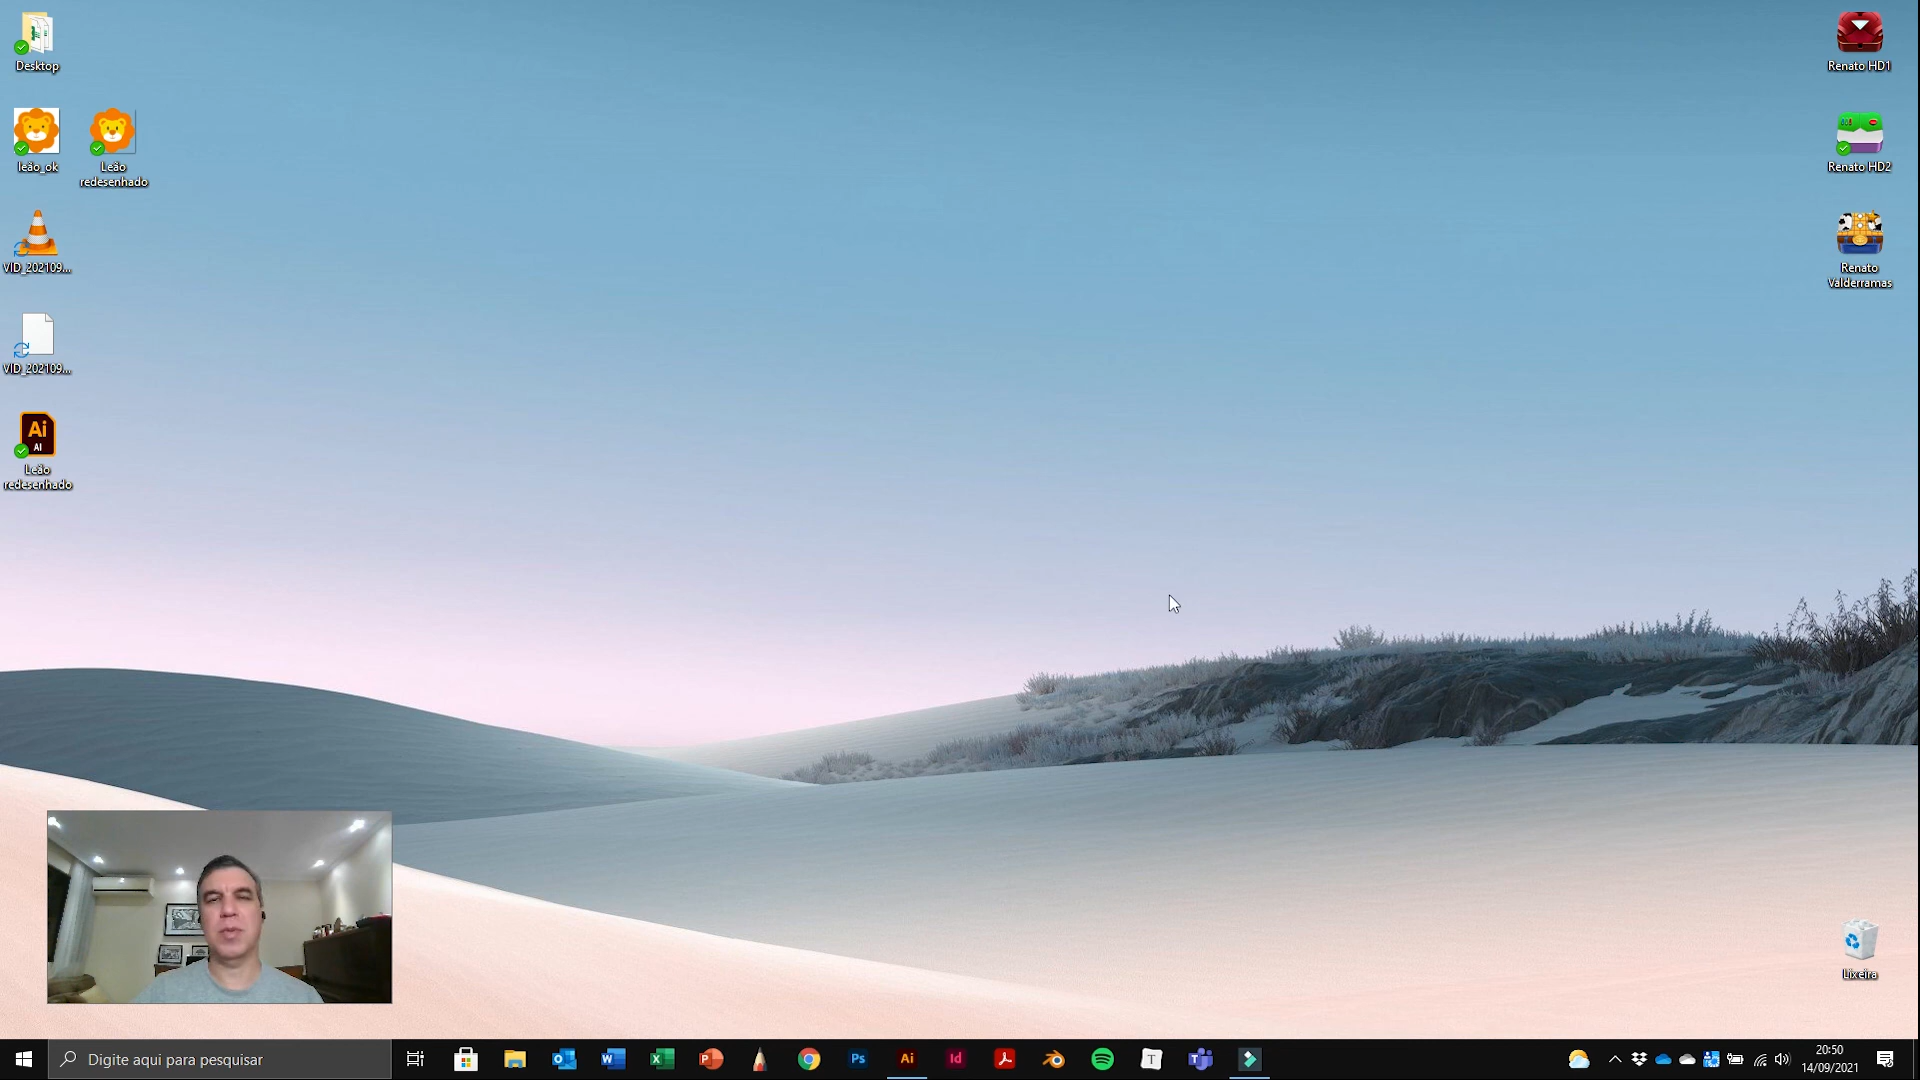 Desktop
leão_ok
Leão
redesenhado
VID_202109...
VID_202109...
Ai
AI
Leão
redesenhado
Renato HD1
Renato HD2
Renato
Valderramas
Lixeira
Digite aqui para pesquisar
Ps
Ai
Id
20:50
14/09/2021